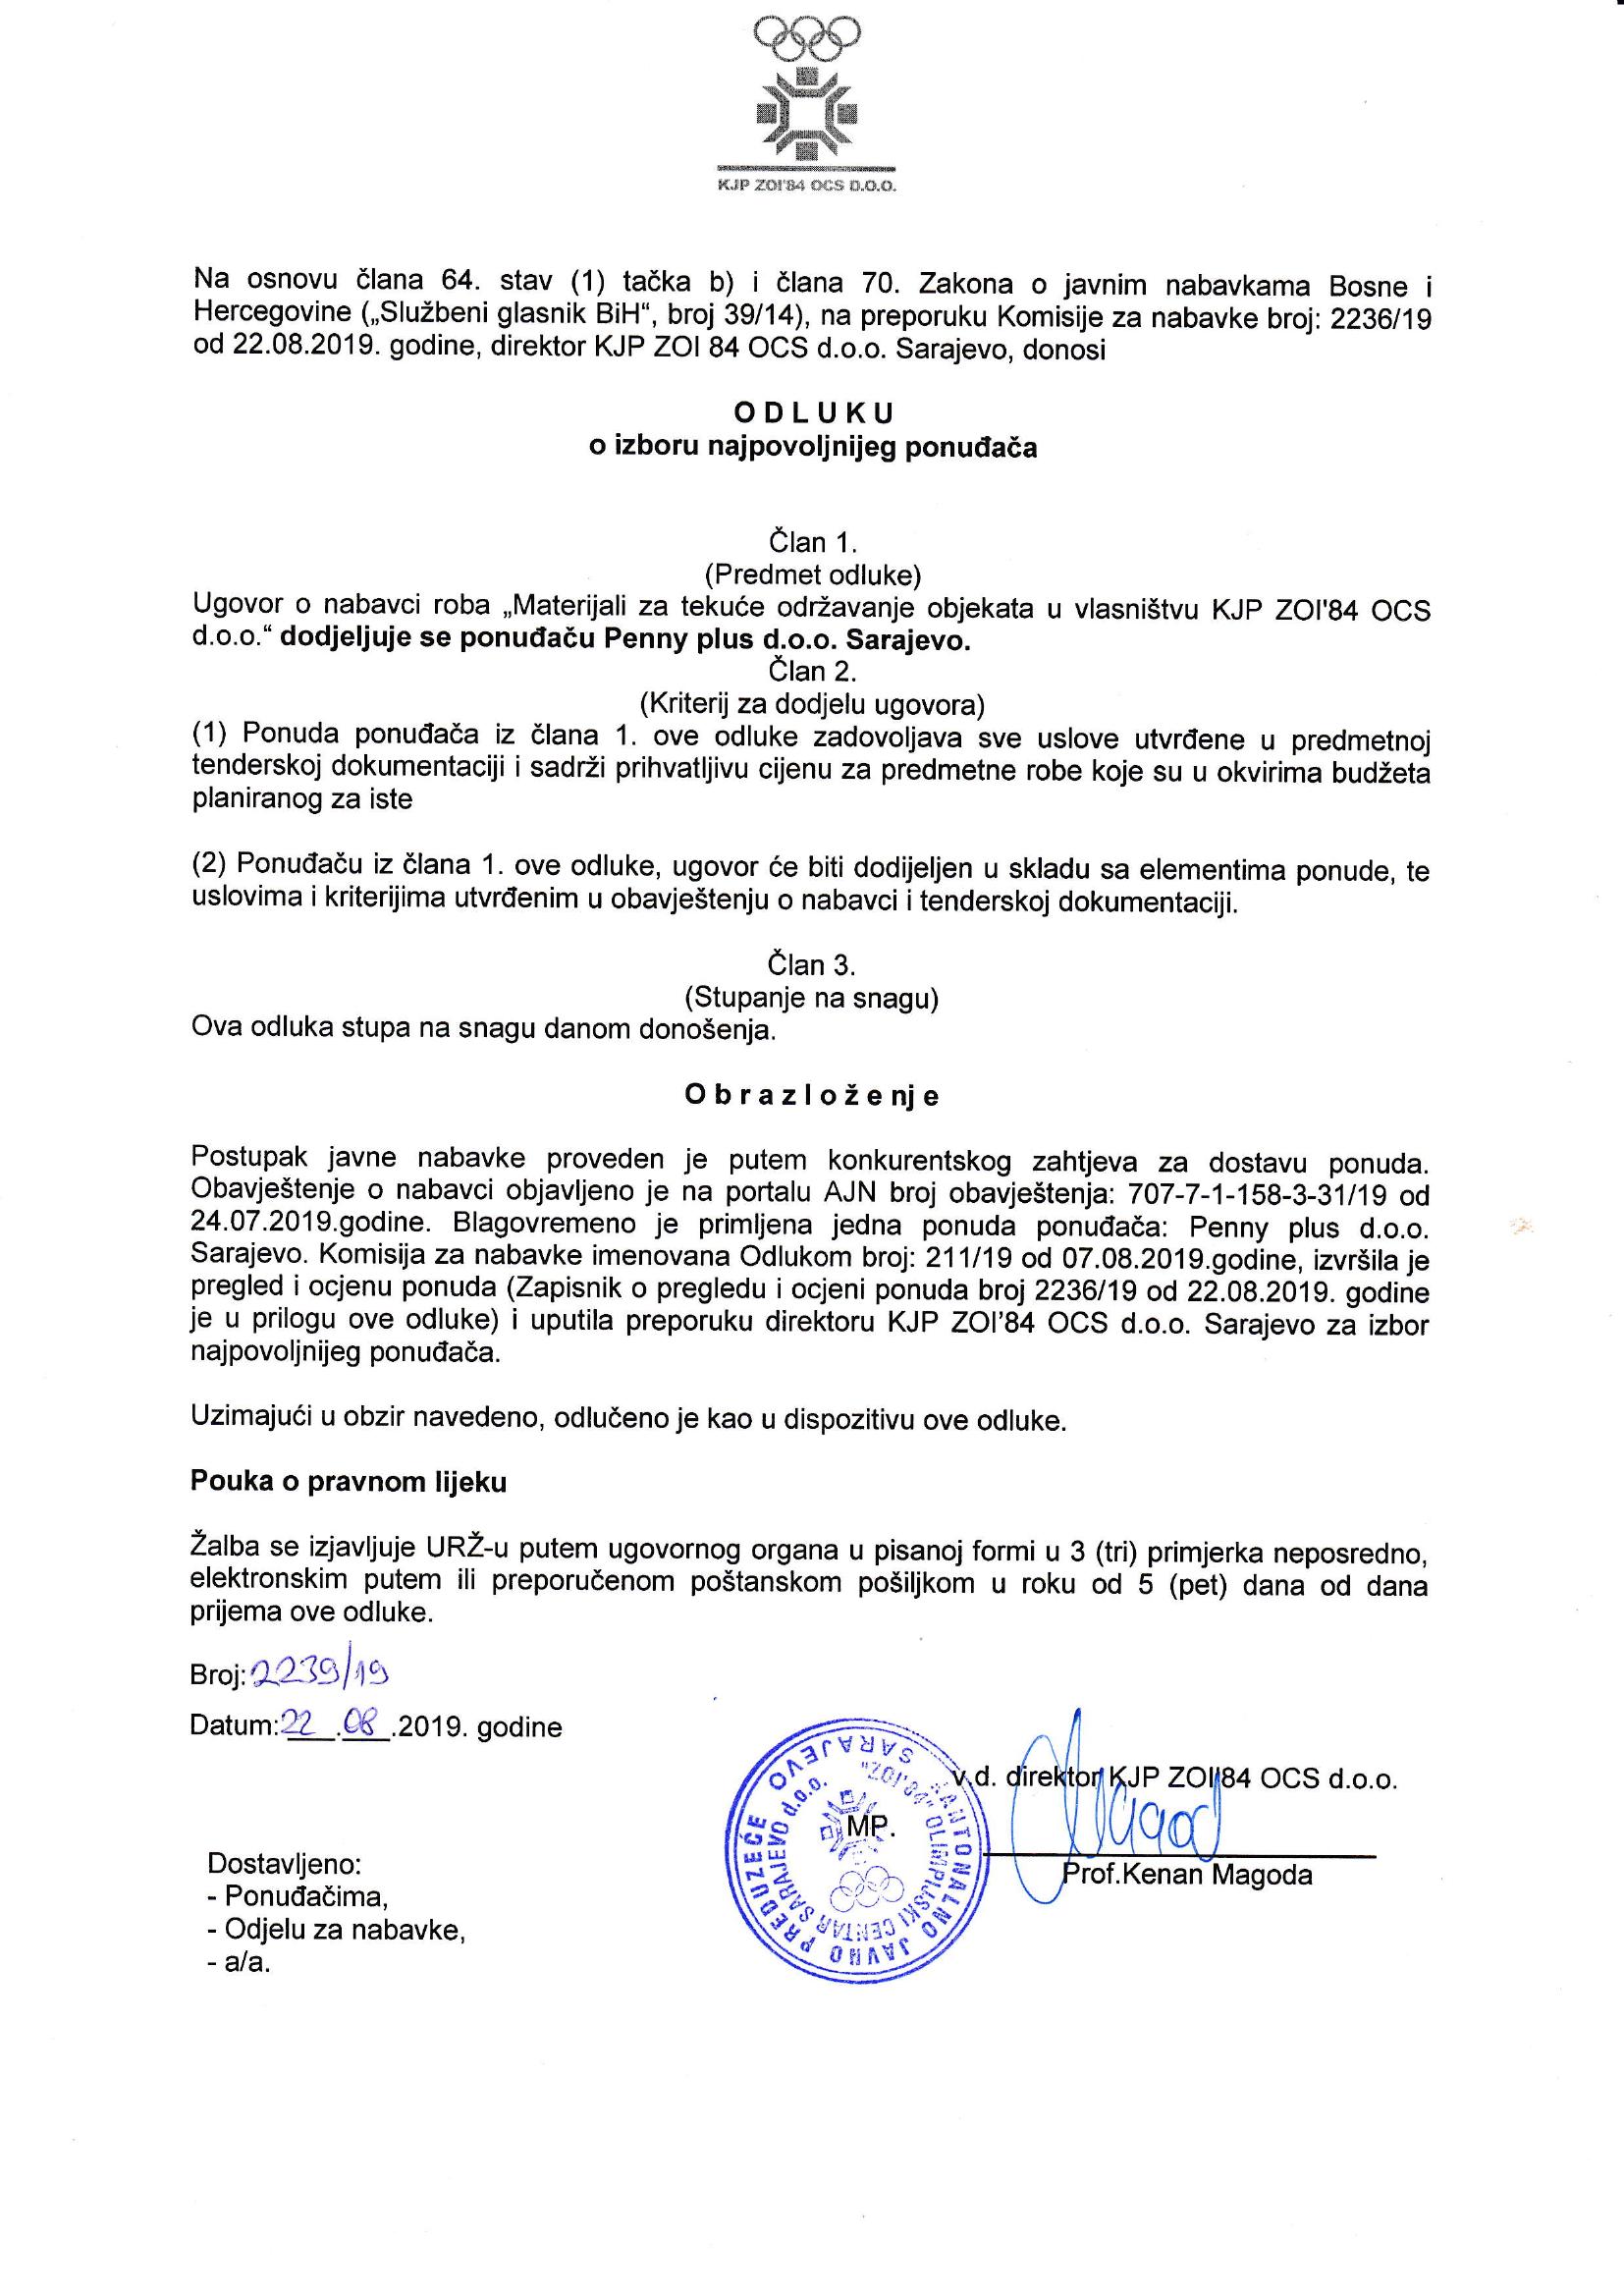 KJP ZOI'84 OCS D.O.O.
Na osnovu člana 64. stav (1) tačka b) i člana 70. Zakona o javnim nabavkama Bosne i
Hercegovine („Službeni glasnik BiH“, broj 39/14), na preporuku Komisije za nabavke broj: 2236/19
od 22.08.2019. godine, direktor KJP ZOI 84 OCS d.o.o. Sarajevo, donosi
O D L U K U
o izboru najpovoljnijeg ponuđača
Član 1.
(Predmet odluke)
Ugovor o nabavci roba „Materijali za tekuće održavanje objekata u vlasništvu KJP ZOI'84 OCS
d.o.o.“ dodjeljuje se ponuđaču Penny plus d.o.o. Sarajevo.
Član 2.
(Kriterij za dodjelu ugovora)
(1) Ponuda ponuđača iz člana 1. ove odluke zadovoljava sve uslove utvrđene u predmetnoj
tenderskoj dokumentaciji i sadrži prihvatljivu cijenu za predmetne robe koje su u okvirima budžeta
planiranog za iste
(2) Ponuđaču iz člana 1. ove odluke, ugovor će biti dodijeljen u skladu sa elementima ponude, te
uslovima i kriterijima utvrđenim u obavještenju o nabavci i tenderskoj dokumentaciji.
Član 3.
(Stupanje na snagu)
Ova odluka stupa na snagu danom donošenja.
O b r a z l o ž e nj e
Postupak javne nabavke proveden je putem konkurentskog zahtjeva za dostavu ponuda.
Obavještenje o nabavci objavljeno je na portalu AJN broj obavještenja: 707-7-1-158-3-31/19 od
24.07.2019.godine. Blagovremeno je primljena jedna ponuda ponuđača: Penny plus d.o.o.
Sarajevo. Komisija za nabavke imenovana Odlukom broj: 211/19 od 07.08.2019.godine, izvršila je
pregled i ocjenu ponuda (Zapisnik o pregledu i ocjeni ponuda broj 2236/19 od 22.08.2019. godine
je u prilogu ove odluke) i uputila preporuku direktoru KJP ZOI’84 OCS d.o.o. Sarajevo za izbor
najpovoljnijeg ponuđača.
Uzimajući u obzir navedeno, odlučeno je kao u dispozitivu ove odluke.
Pouka o pravnom lijeku
Žalba se izjavljuje URŽ-u putem ugovornog organa u pisanoj formi u 3 (tri) primjerka neposredno,
elektronskim putem ili preporučenom poštanskom pošiljkom u roku od 5 (pet) dana od dana
prijema ove odluke.
Broj: 2239/19
Datum: 22.08.2019. godine
v.d. direktor KJP ZOI'84 OCS d.o.o.
MP.
Prof.Kenan Magoda
KANTONALNO JAVNO PREDUZEĆE SARAJEVO
"ZOI'84" OLIMPIJSKI CENTAR SARAJEVO d.o.o.
SARAJEVO
Dostavljeno:
- Ponuđačima,
- Odjelu za nabavke,
- a/a.